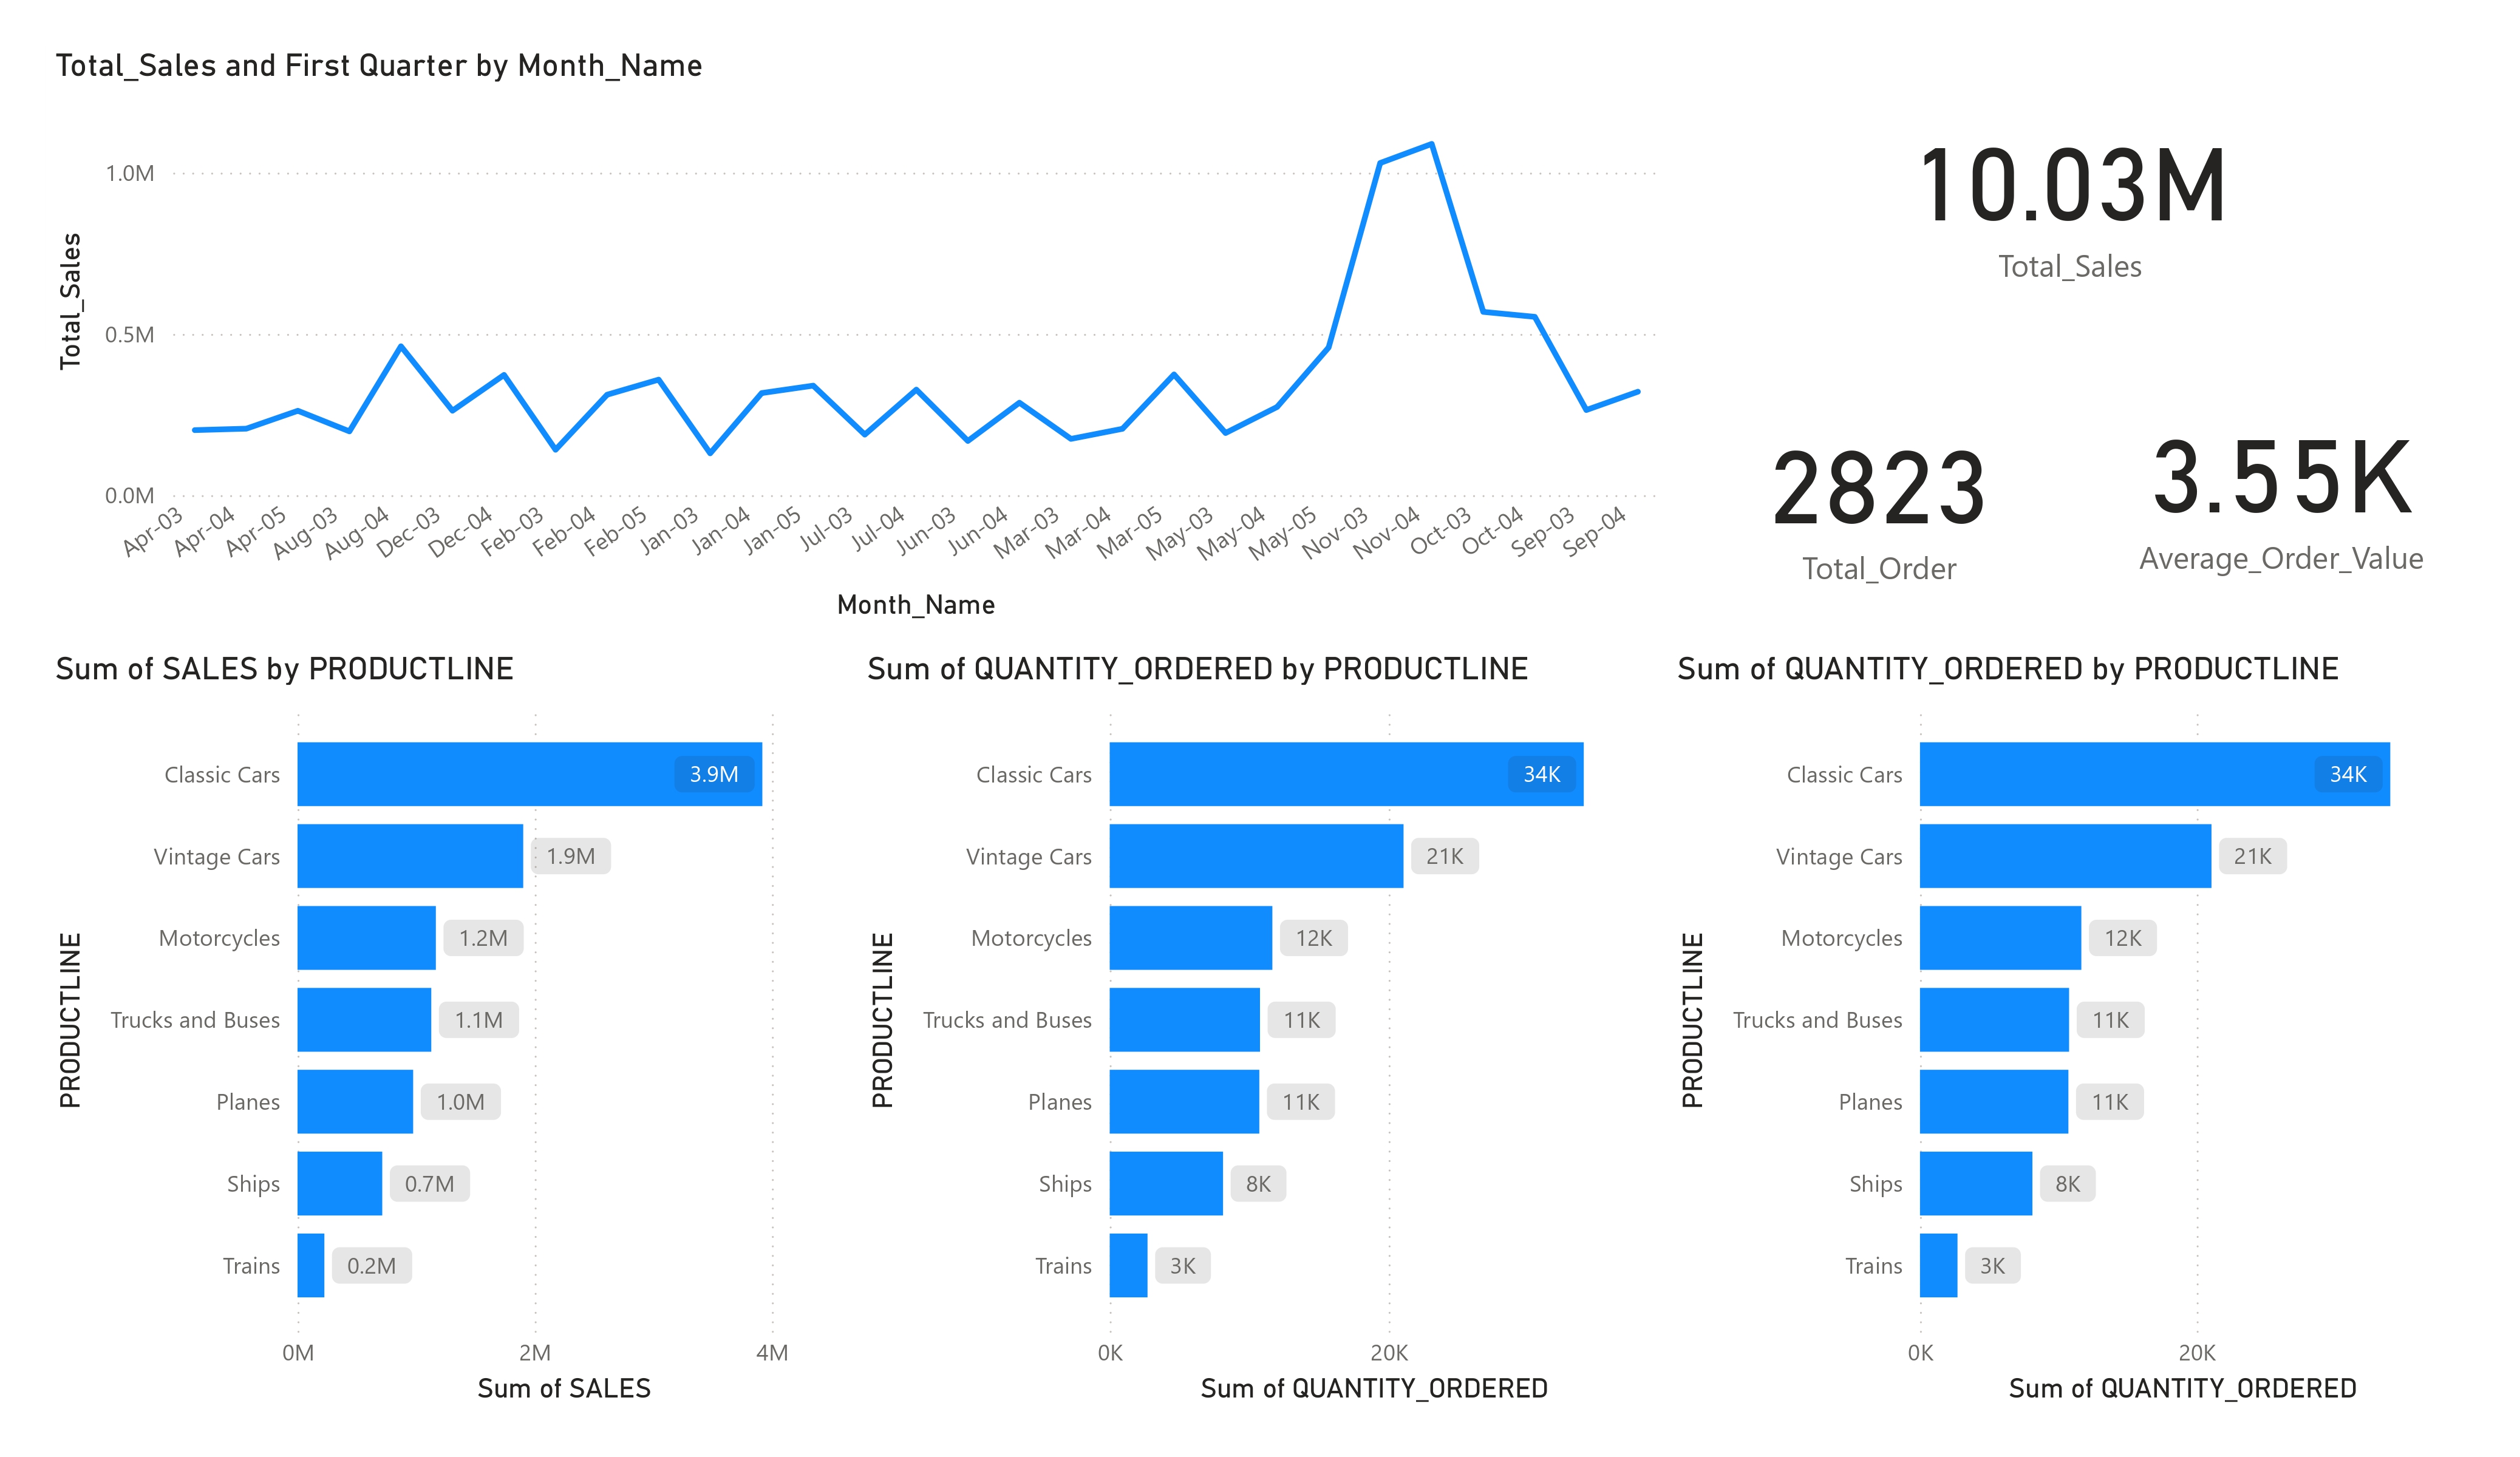 Total_Sales and First Quarter by Month_Name
Total_Sales
1.0M
0.5M
0.0M
Apr-03
Apr-04
Apr-05
Aug-03
Aug-04
Dec-03
Dec-04
Feb-03
Feb-04
Feb-05
Jan-03
Jan-04
Jan-05
Jul-03
Jul-04
Jun-03
Jun-04
Mar-03
Mar-04
Mar-05
May-03
May-04
May-05
Nov-03
Nov-04
Oct-03
Oct-04
Sep-03
Sep-04
Month_Name
10.03M
Total_Sales
2823
Total_Order
3.55K
Average_Order_Value
Sum of SALES by PRODUCTLINE
PRODUCTLINE
Classic Cars 3.9M
Vintage Cars 1.9M
Motorcycles 1.2M
Trucks and Buses 1.1M
Planes 1.0M
Ships 0.7M
Trains 0.2M
0M 2M 4M
Sum of SALES
Sum of QUANTITY_ORDERED by PRODUCTLINE
PRODUCTLINE
Classic Cars 34K
Vintage Cars 21K
Motorcycles 12K
Trucks and Buses 11K
Planes 11K
Ships 8K
Trains 3K
0K 20K
Sum of QUANTITY_ORDERED
Sum of QUANTITY_ORDERED by PRODUCTLINE
PRODUCTLINE
Classic Cars 34K
Vintage Cars 21K
Motorcycles 12K
Trucks and Buses 11K
Planes 11K
Ships 8K
Trains 3K
0K 20K
Sum of QUANTITY_ORDERED